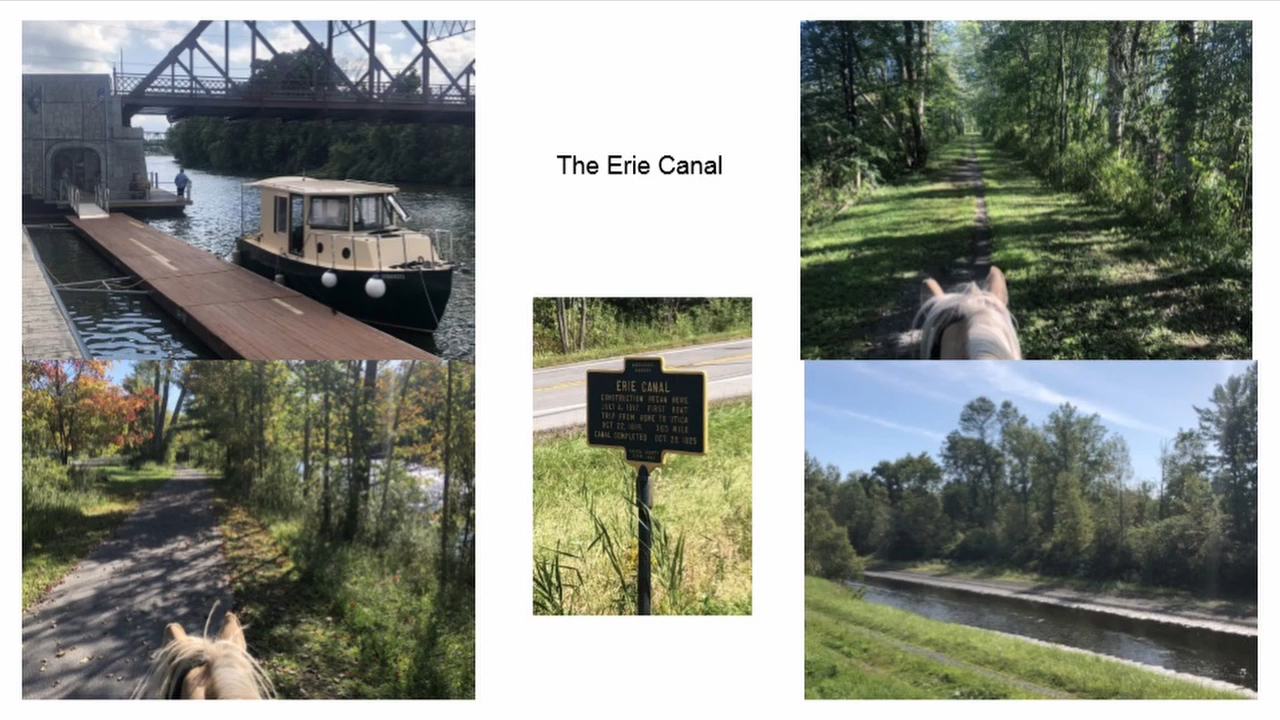 The Erie Canal
ERIE CANAL
CONSTRUCTION BEGAN HERE
JULY 4, 1817. FIRST BOAT
TRIP FROM ROME TO UTICA
OCT 22, 1819. 363 MILE
CANAL COMPLETED OCT 26, 1825